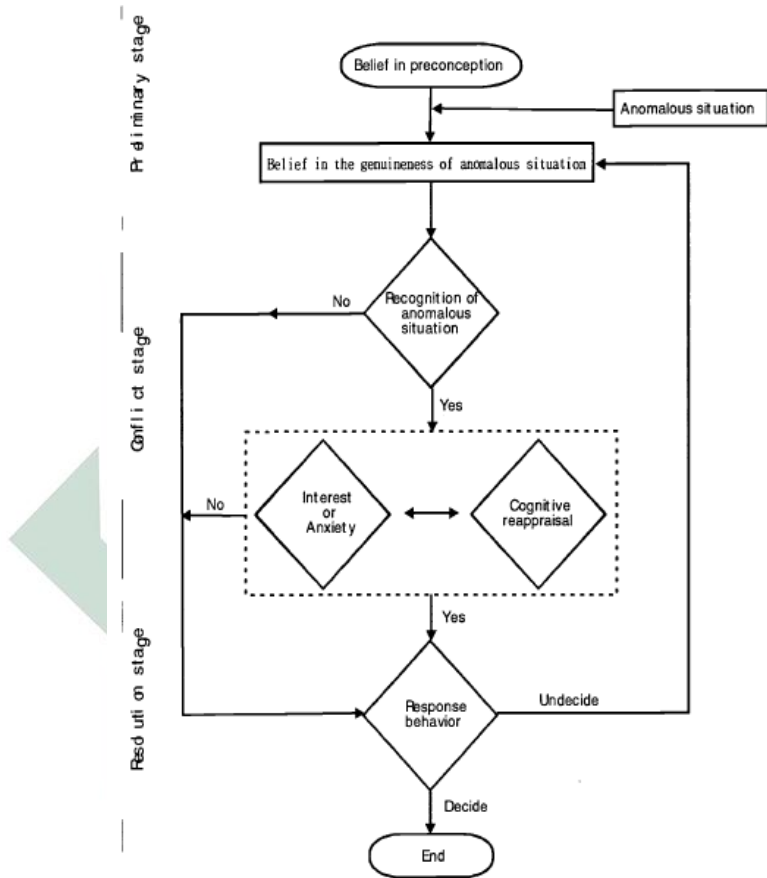 Preliminary stage
Belief in preconception
Anomalous situation
Belief in the genuineness of anomalous situation
Conflict stage
Recognition of
anomalous
situation
No
Yes
Interest
or
Anxiety
Cognitive
reappraisal
No
Yes
Resolution stage
Response
behavior
Undecide
Decide
End